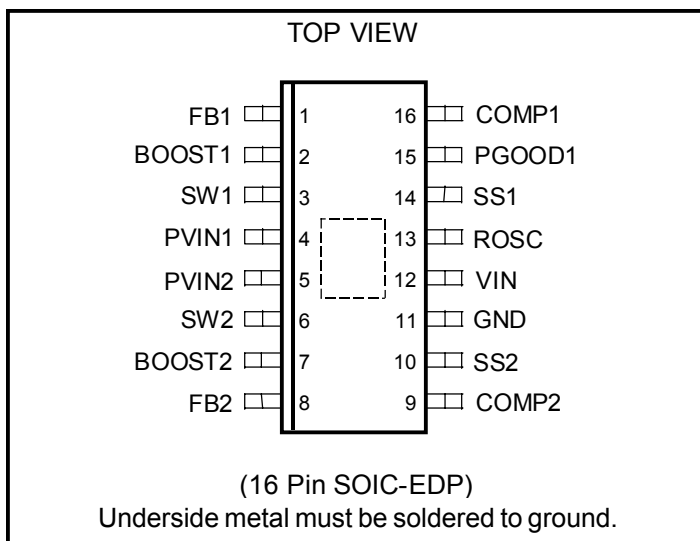 TOP VIEW
FB1 1 16 COMP1
BOOST1 2 15 PGOOD1
SW1 3 14 SS1
PVIN1 4 13 ROSC
PVIN2 5 12 VIN
SW2 6 11 GND
BOOST2 7 10 SS2
FB2 8 9 COMP2
(16 Pin SOIC-EDP)
Underside metal must be soldered to ground.